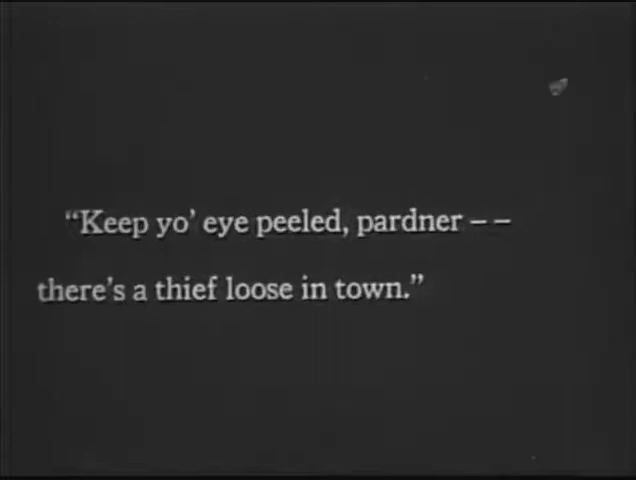 “Keep yo’ eye peeled, pardner – –
there’s a thief loose in town.”